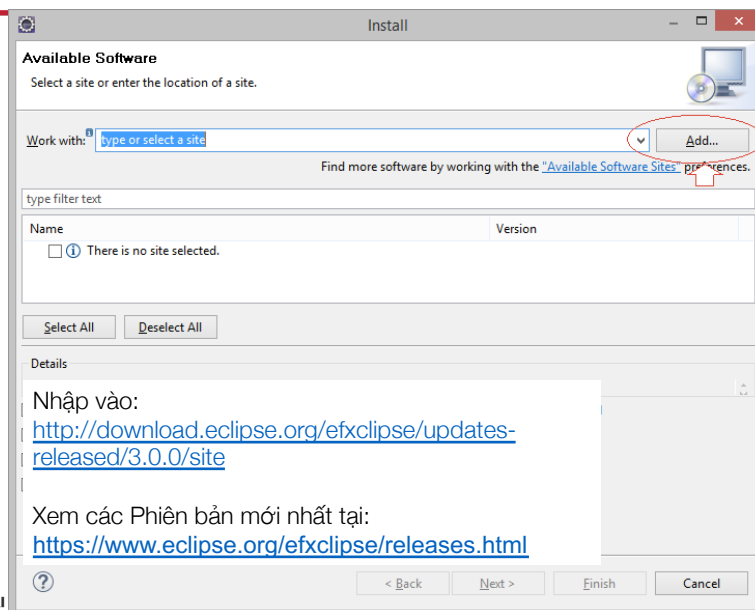 Install
Available Software
Select a site or enter the location of a site.
Work with: type or select a site
Add...
Find more software by working with the "Available Software Sites" preferences.
type filter text
Name Version
There is no site selected.
Select All Deselect All
Details
Nhập vào:
http://download.eclipse.org/efxclipse/updates-
released/3.0.0/site
Xem các Phiên bản mới nhất tại:
https://www.eclipse.org/efxclipse/releases.html
< Back Next > Finish Cancel